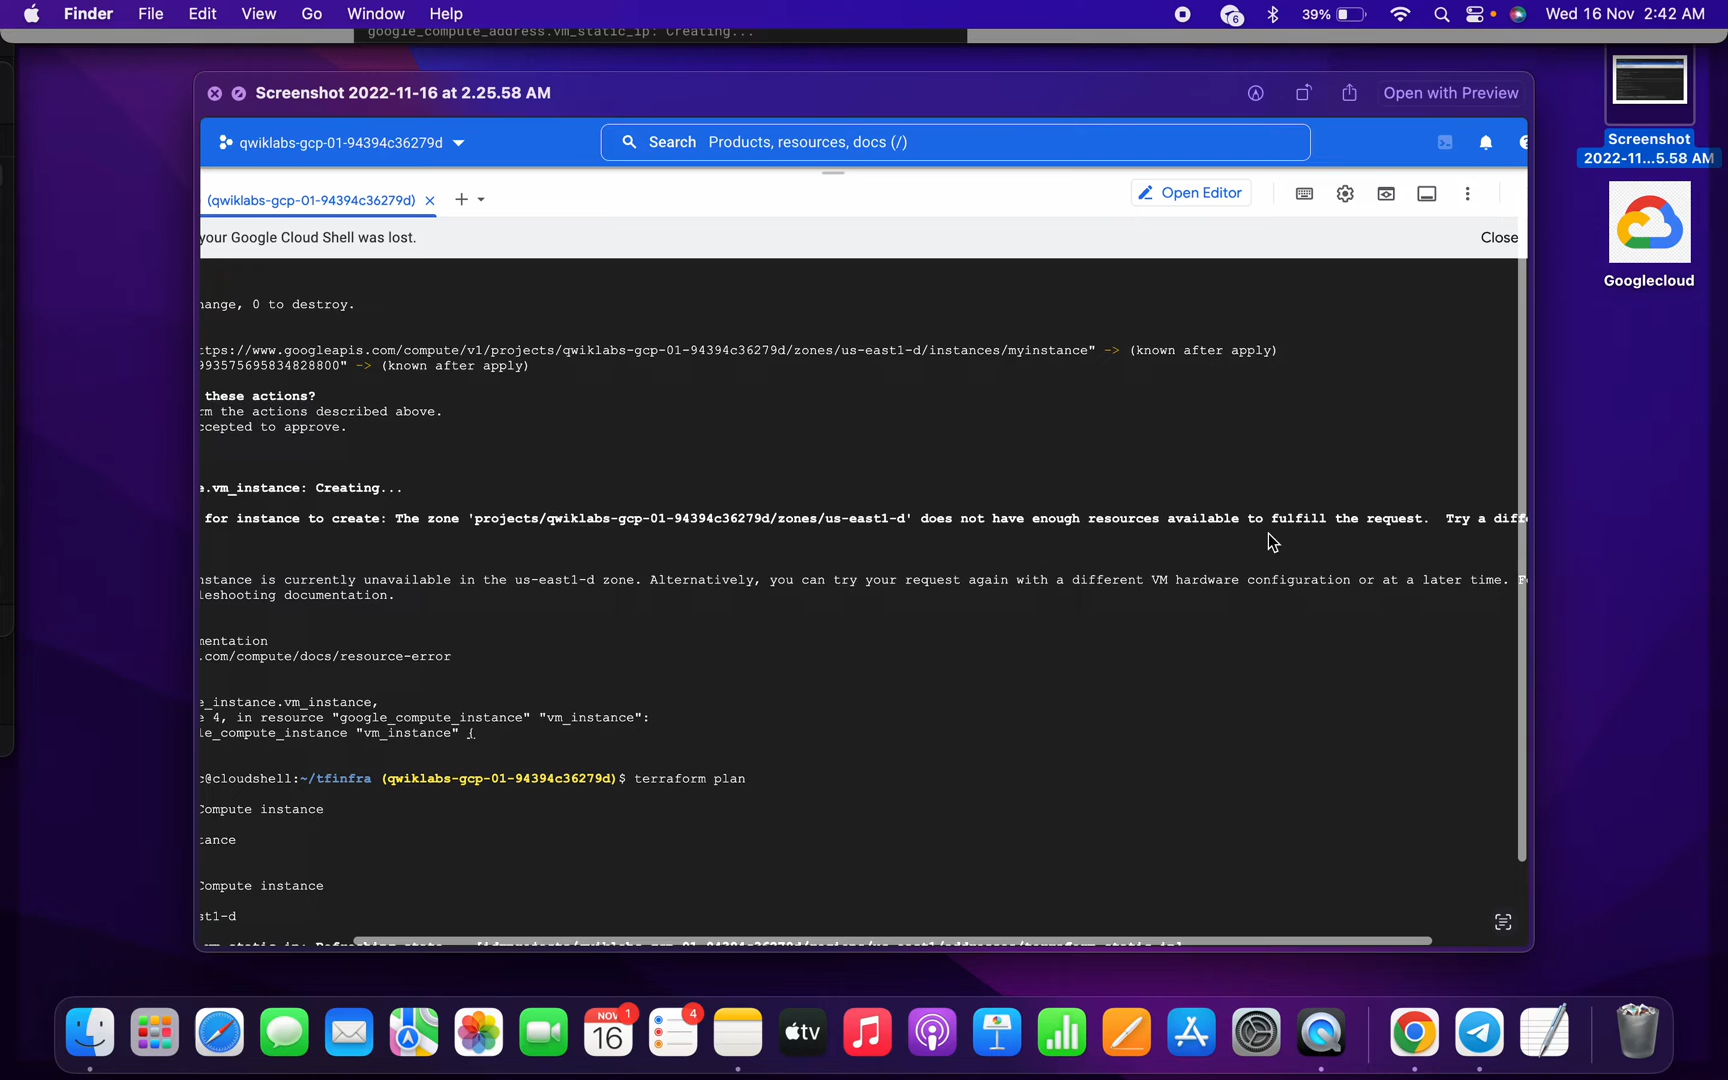 Finder File Edit View Go Window Help 6 39% Wed 16 Nov 2:42 AM
google_compute_address.vm_static_ip: Creating...
Screenshot 2022-11-16 at 2.25.58 AM Open with Preview
Screenshot
2022-11...5.58 AM
qwiklabs-gcp-01-94394c36279d Search Products, resources, docs (/)
(qwiklabs-gcp-01-94394c36279d) Open Editor
your Google Cloud Shell was lost. Close
Googlecloud
hange, 0 to destroy.
ttps://www.googleapis.com/compute/v1/projects/qwiklabs-gcp-01-94394c36279d/zones/us-east1-d/instances/myinstance" -> (known after apply)
993575695834828800" -> (known after apply)
these actions?
rm the actions described above.
ccepted to approve.
e.vm_instance: Creating...
for instance to create: The zone 'projects/qwiklabs-gcp-01-94394c36279d/zones/us-east1-d' does not have enough resources available to fulfill the request. Try a diffe
nstance is currently unavailable in the us-east1-d zone. Alternatively, you can try your request again with a different VM hardware configuration or at a later time. Fo
leshooting documentation.
mentation
.com/compute/docs/resource-error
e_instance.vm_instance,
e 4, in resource "google_compute_instance" "vm_instance":
le_compute_instance "vm_instance" {
c@cloudshell:~/tfinfra (qwiklabs-gcp-01-94394c36279d)$ terraform plan
Compute instance
tance
Compute instance
st1-d
NOV 1
16
4
tv